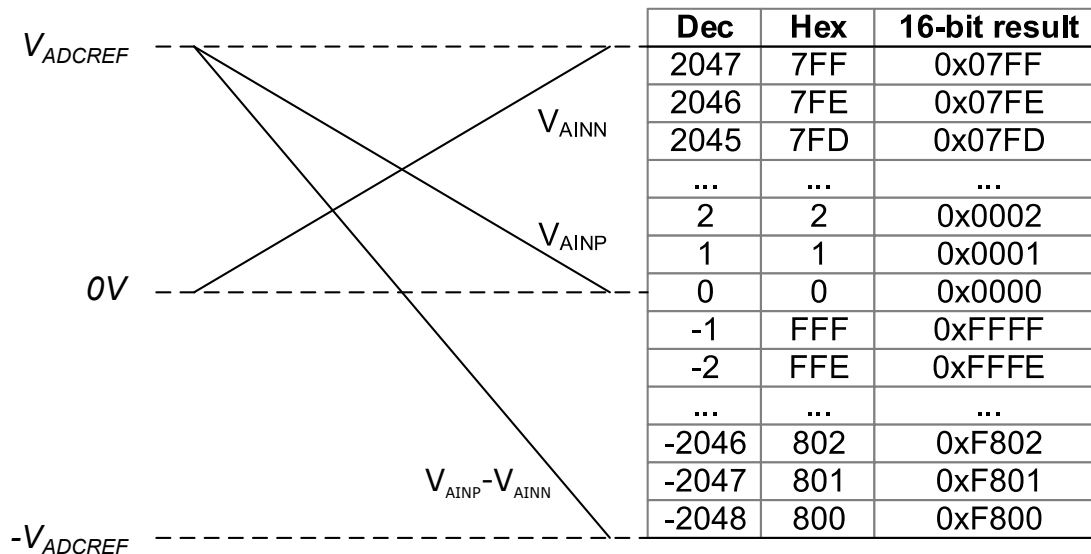 Dec Hex 16-bit result
V_ADCREF
2047 7FF 0x07FF
2046 7FE 0x07FE
V_AINN
2045 7FD 0x07FD
... ... ...
2 2 0x0002
V_AINP
1 1 0x0001
0V
0 0 0x0000
-1 FFF 0xFFFF
-2 FFE 0xFFFE
... ... ...
-2046 802 0xF802
V_AINP-V_AINN
-2047 801 0xF801
-2048 800 0xF800
-V_ADCREF